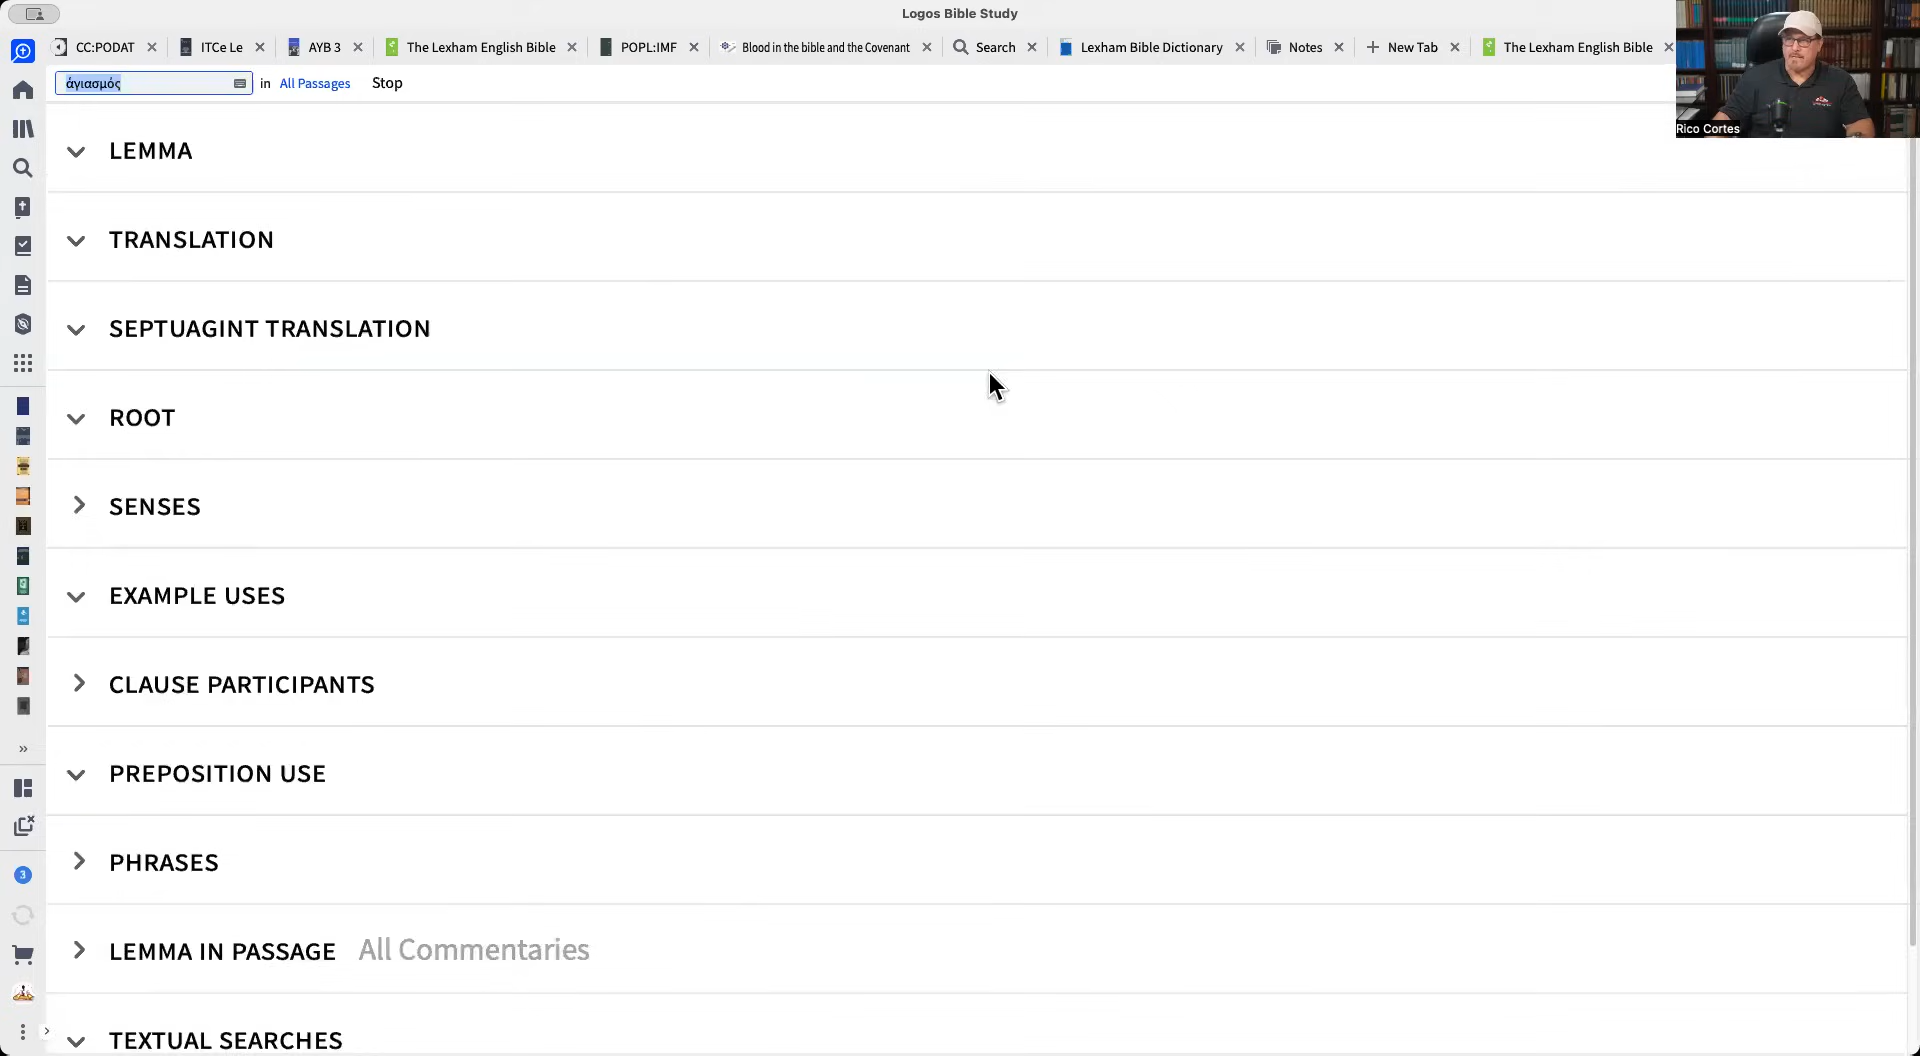 Logos Bible Study
CC:PODAT
ITCe Le
AYB 3
The Lexham English Bible
POPL:IMF
Blood in the bible and the Covenant
Search
Lexham Bible Dictionary
Notes
New Tab
The Lexham English Bible
ἁγιασμός in All Passages Stop
Rico Cortes
LEMMA
TRANSLATION
SEPTUAGINT TRANSLATION
ROOT
SENSES
EXAMPLE USES
CLAUSE PARTICIPANTS
PREPOSITION USE
PHRASES
3
LEMMA IN PASSAGE All Commentaries
TEXTUAL SEARCHES